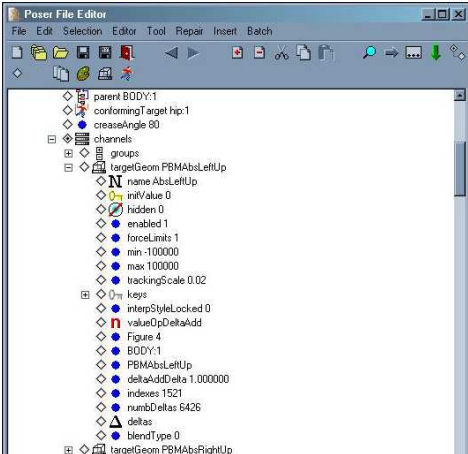 Poser File Editor
File Edit Selection Editor Tool Repair Insert Batch
parent BODY:1
conformingTarget hip:1
creaseAngle 80
channels
groups
targetGeom PBMAbsLeftUp
N name AbsLeftUp
initValue 0
hidden 0
enabled 1
forceLimits 1
min -100000
max 100000
trackingScale 0.02
keys
interpStyleLocked 0
n valueOpDeltaAdd
Figure 4
BODY:1
PBMAbsLeftUp
deltaAddDelta 1.000000
indexes 1521
numbDeltas 6426
Δ deltas
blendType 0
targetGeom PBMAbsRightUp